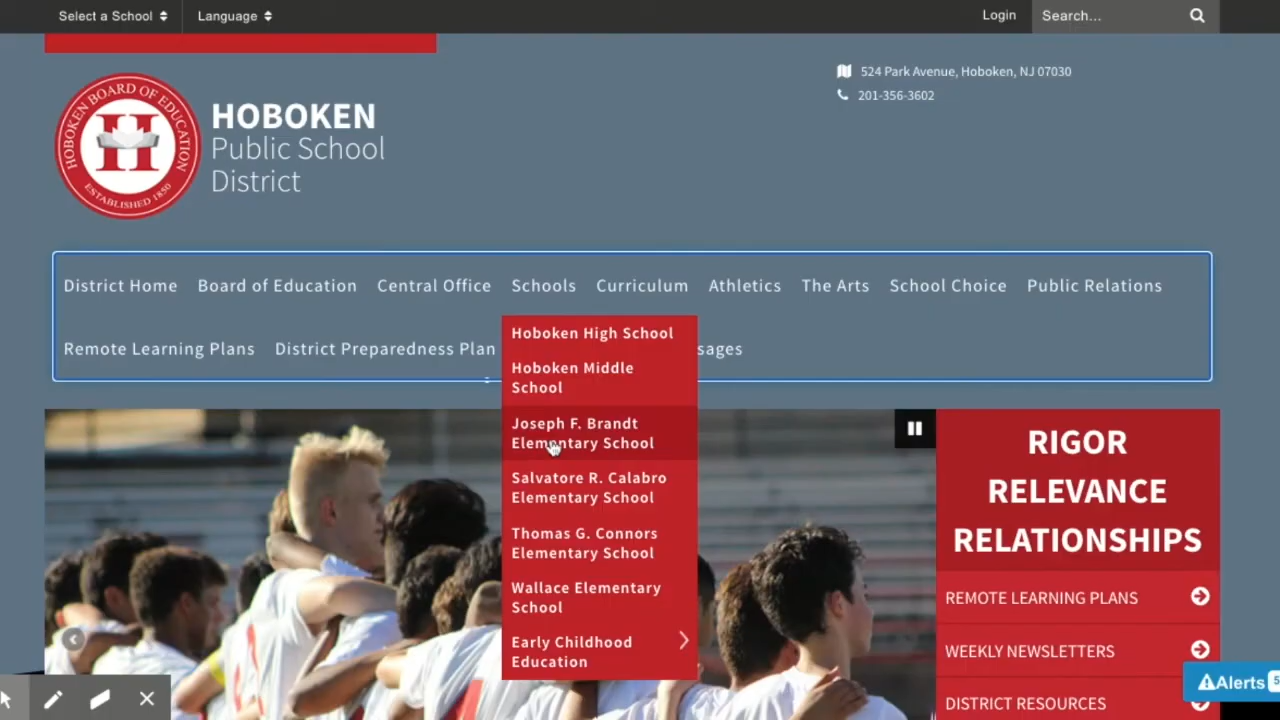 Select a School
Language
Login
Search...
HOBOKEN BOARD OF EDUCATION
H
ESTABLISHED 1850
HOBOKEN
Public School
District
524 Park Avenue, Hoboken, NJ 07030
201-356-3602
District Home
Board of Education
Central Office
Schools
Curriculum
Athletics
The Arts
School Choice
Public Relations
Remote Learning Plans
District Preparedness Plan
sages
Hoboken High School
Hoboken Middle
School
Joseph F. Brandt
Elementary School
Salvatore R. Calabro
Elementary School
Thomas G. Connors
Elementary School
Wallace Elementary
School
Early Childhood
Education
RIGOR
RELEVANCE
RELATIONSHIPS
REMOTE LEARNING PLANS
WEEKLY NEWSLETTERS
DISTRICT RESOURCES
Alerts 5